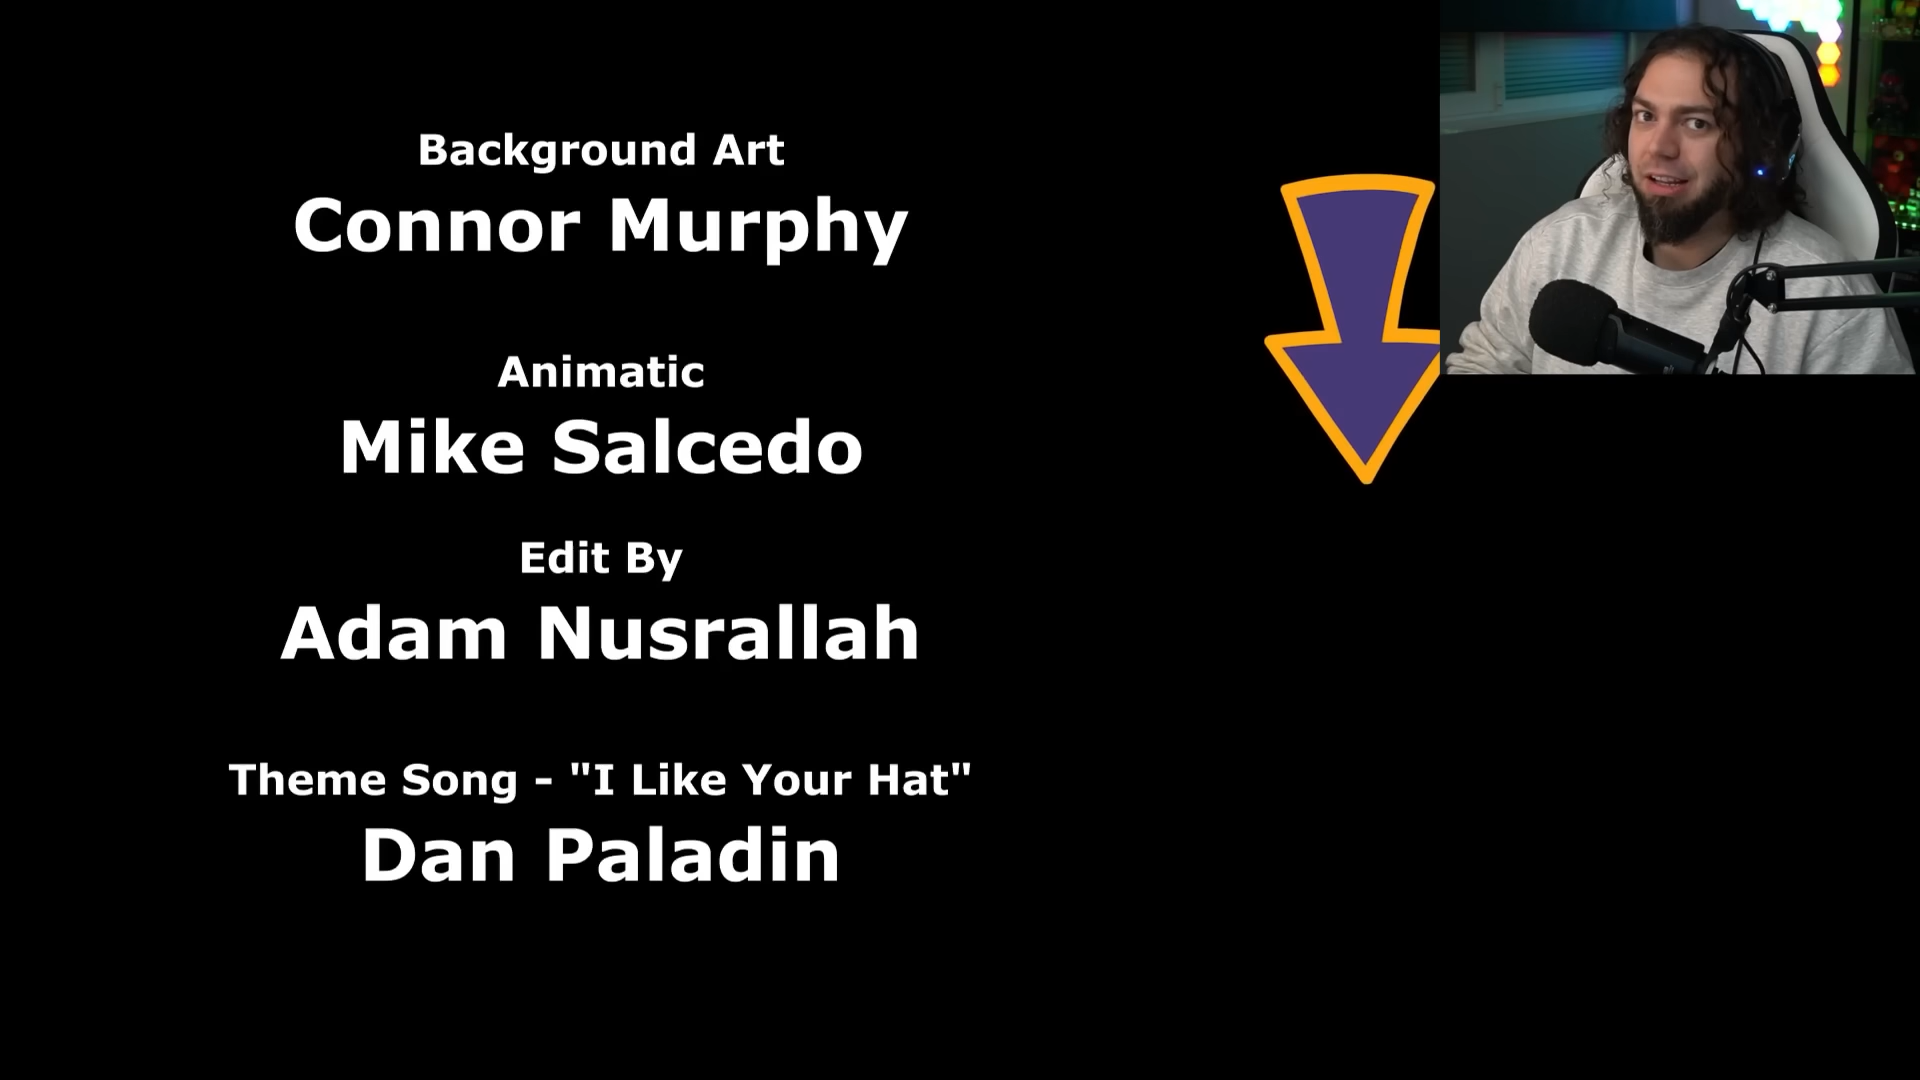 Background Art
Connor Murphy
Animatic
Mike Salcedo
Edit By
Adam Nusrallah
Theme Song - "I Like Your Hat"
Dan Paladin